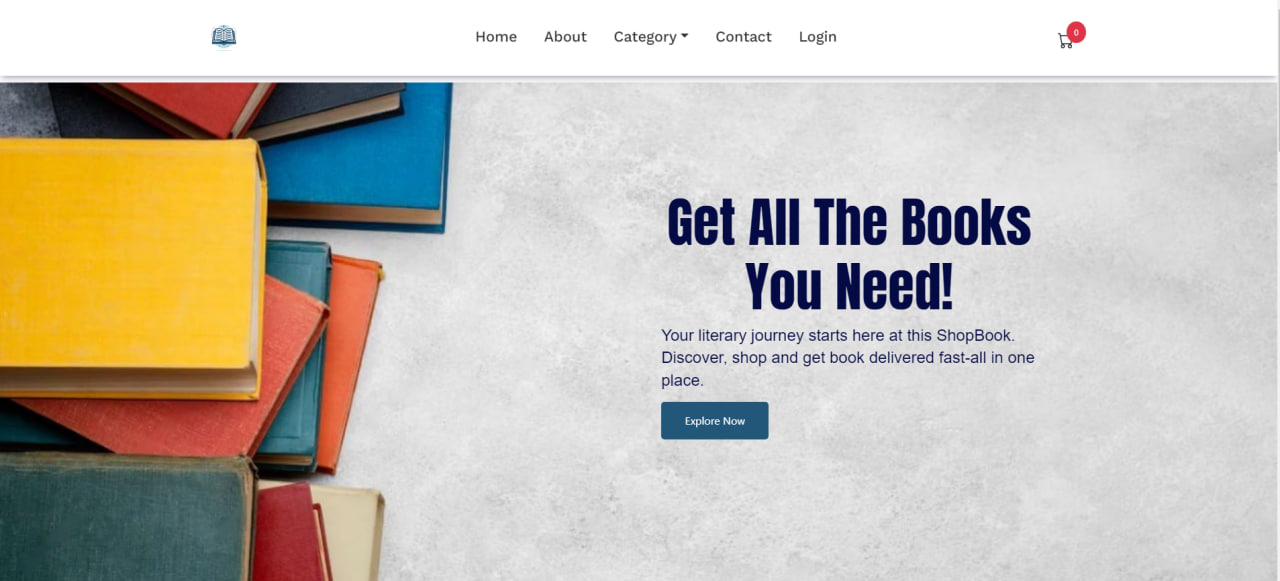 Home About Category Contact Login
0
Get All The Books
You Need!
Your literary journey starts here at this ShopBook.
Discover, shop and get book delivered fast-all in one
place.
Explore Now